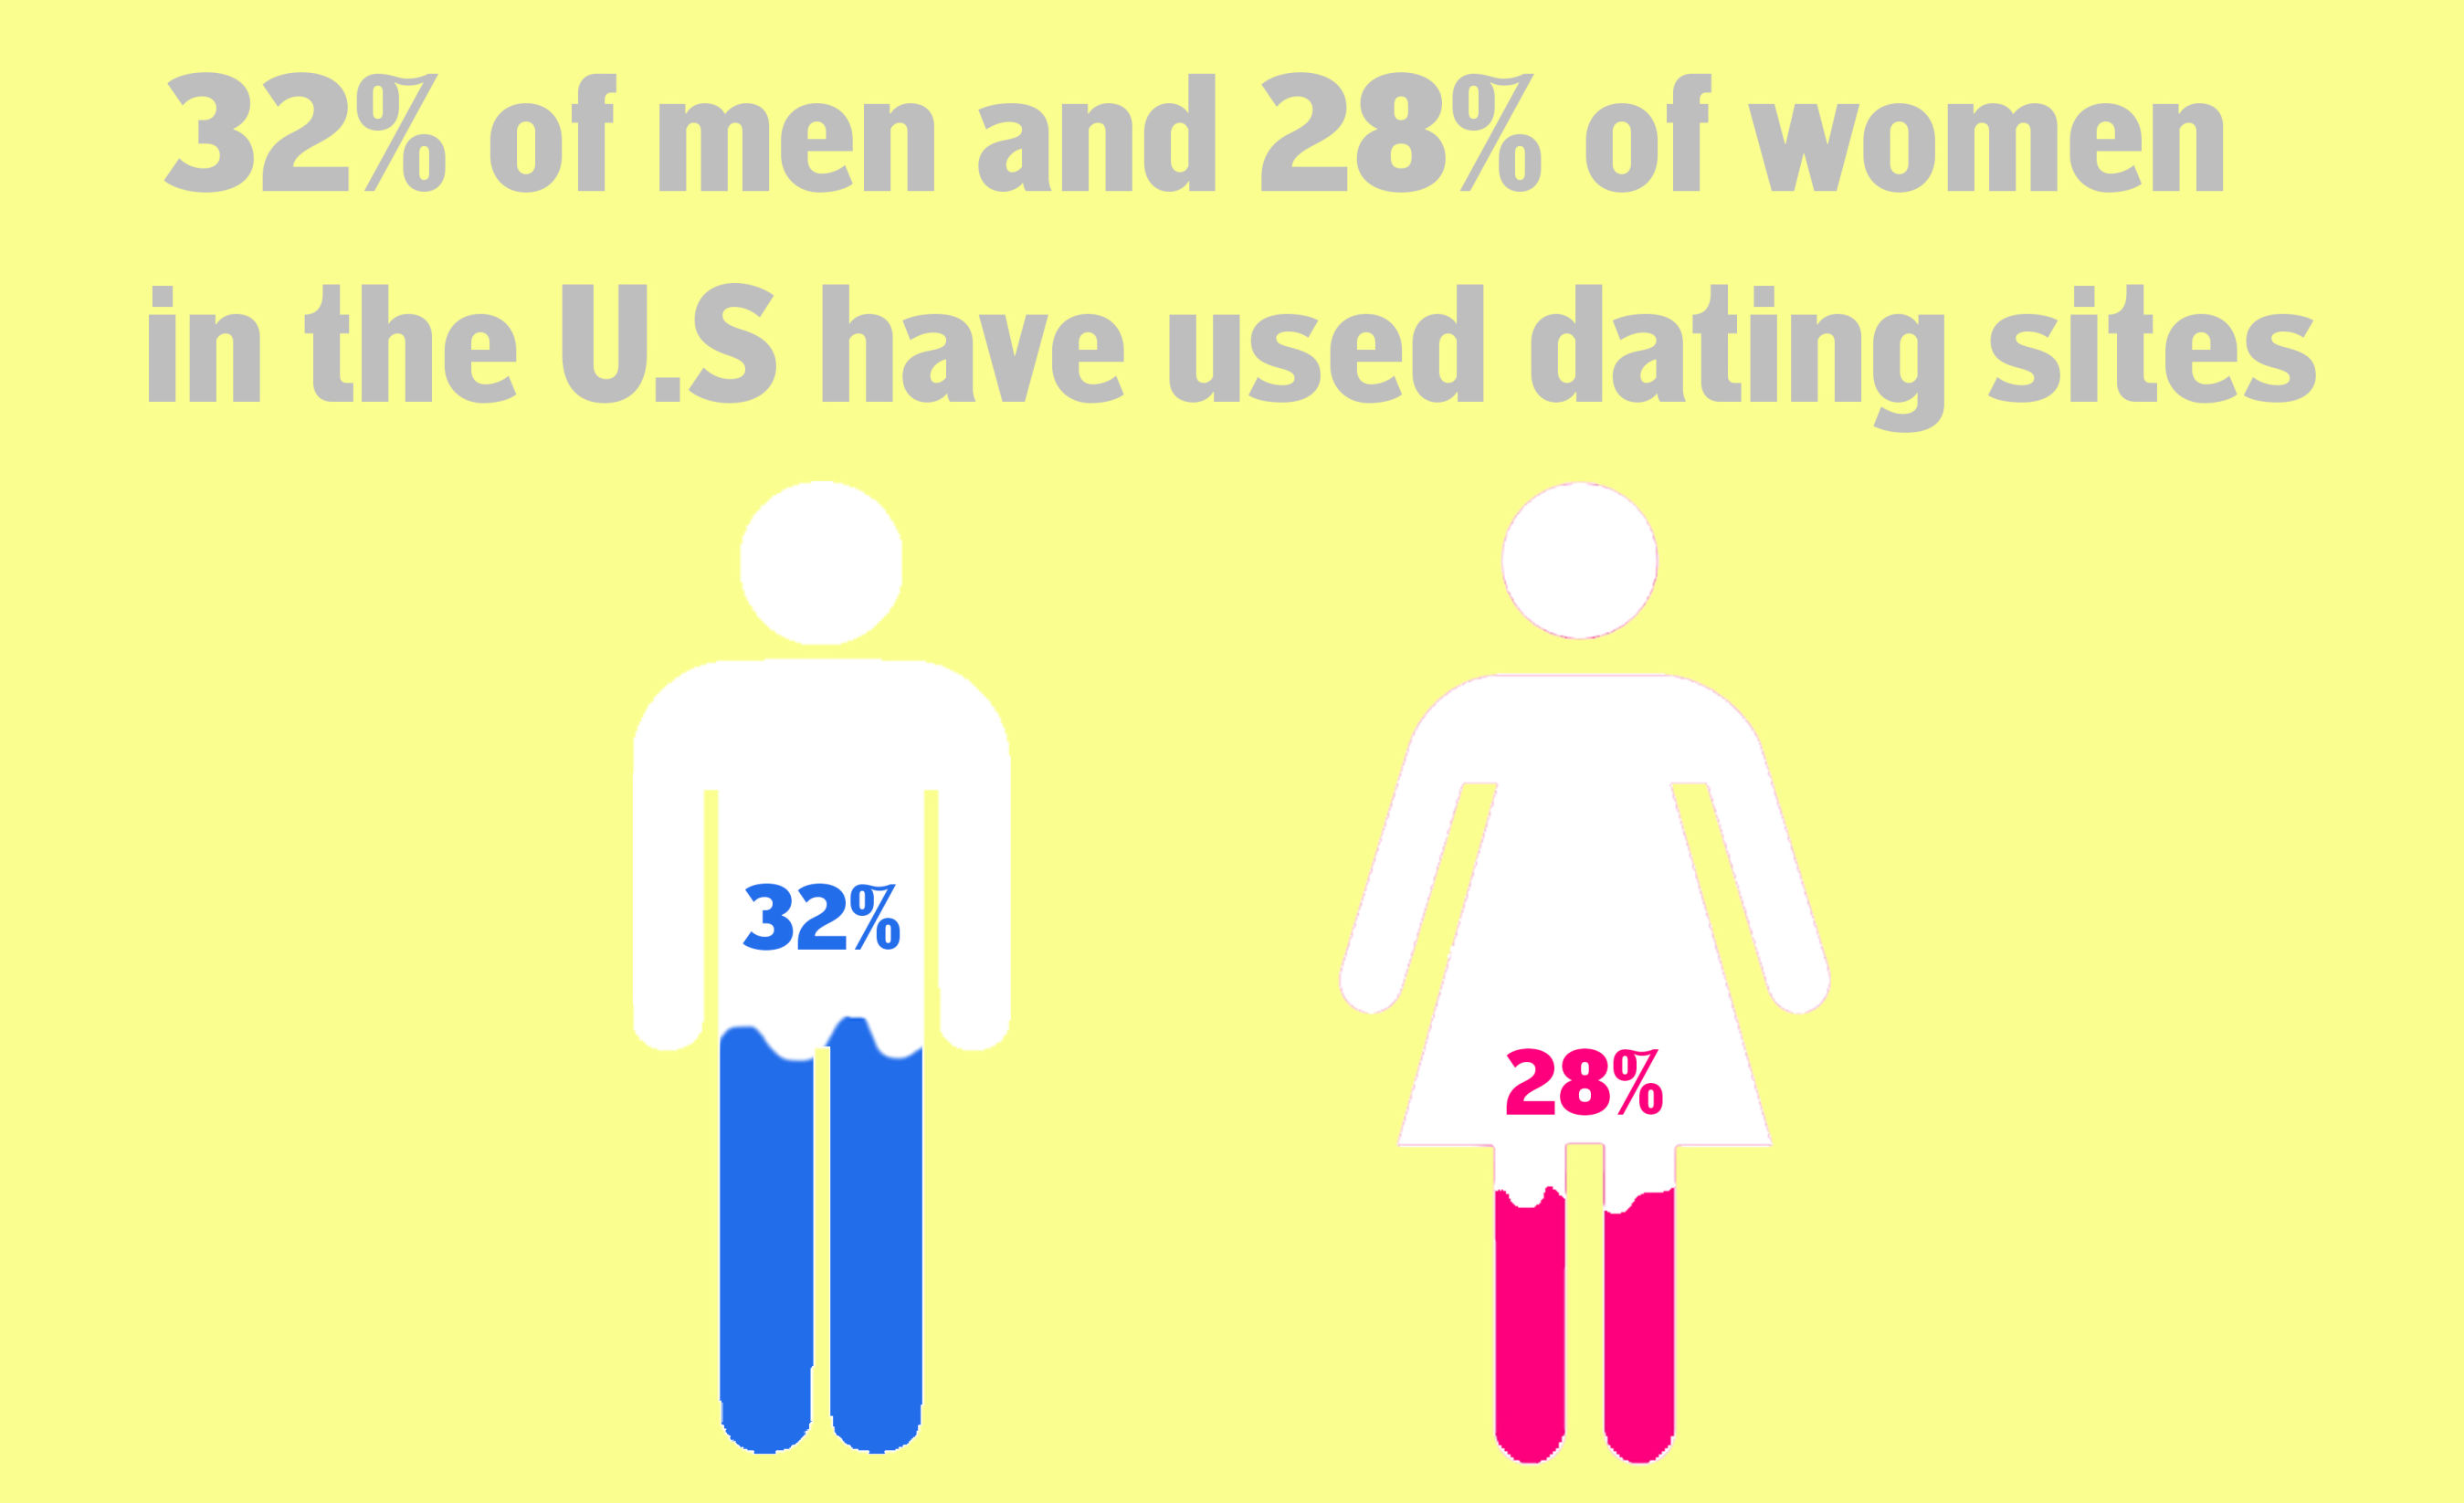 32% of men and 28% of women
in the U.S have used dating sites
32%
28%